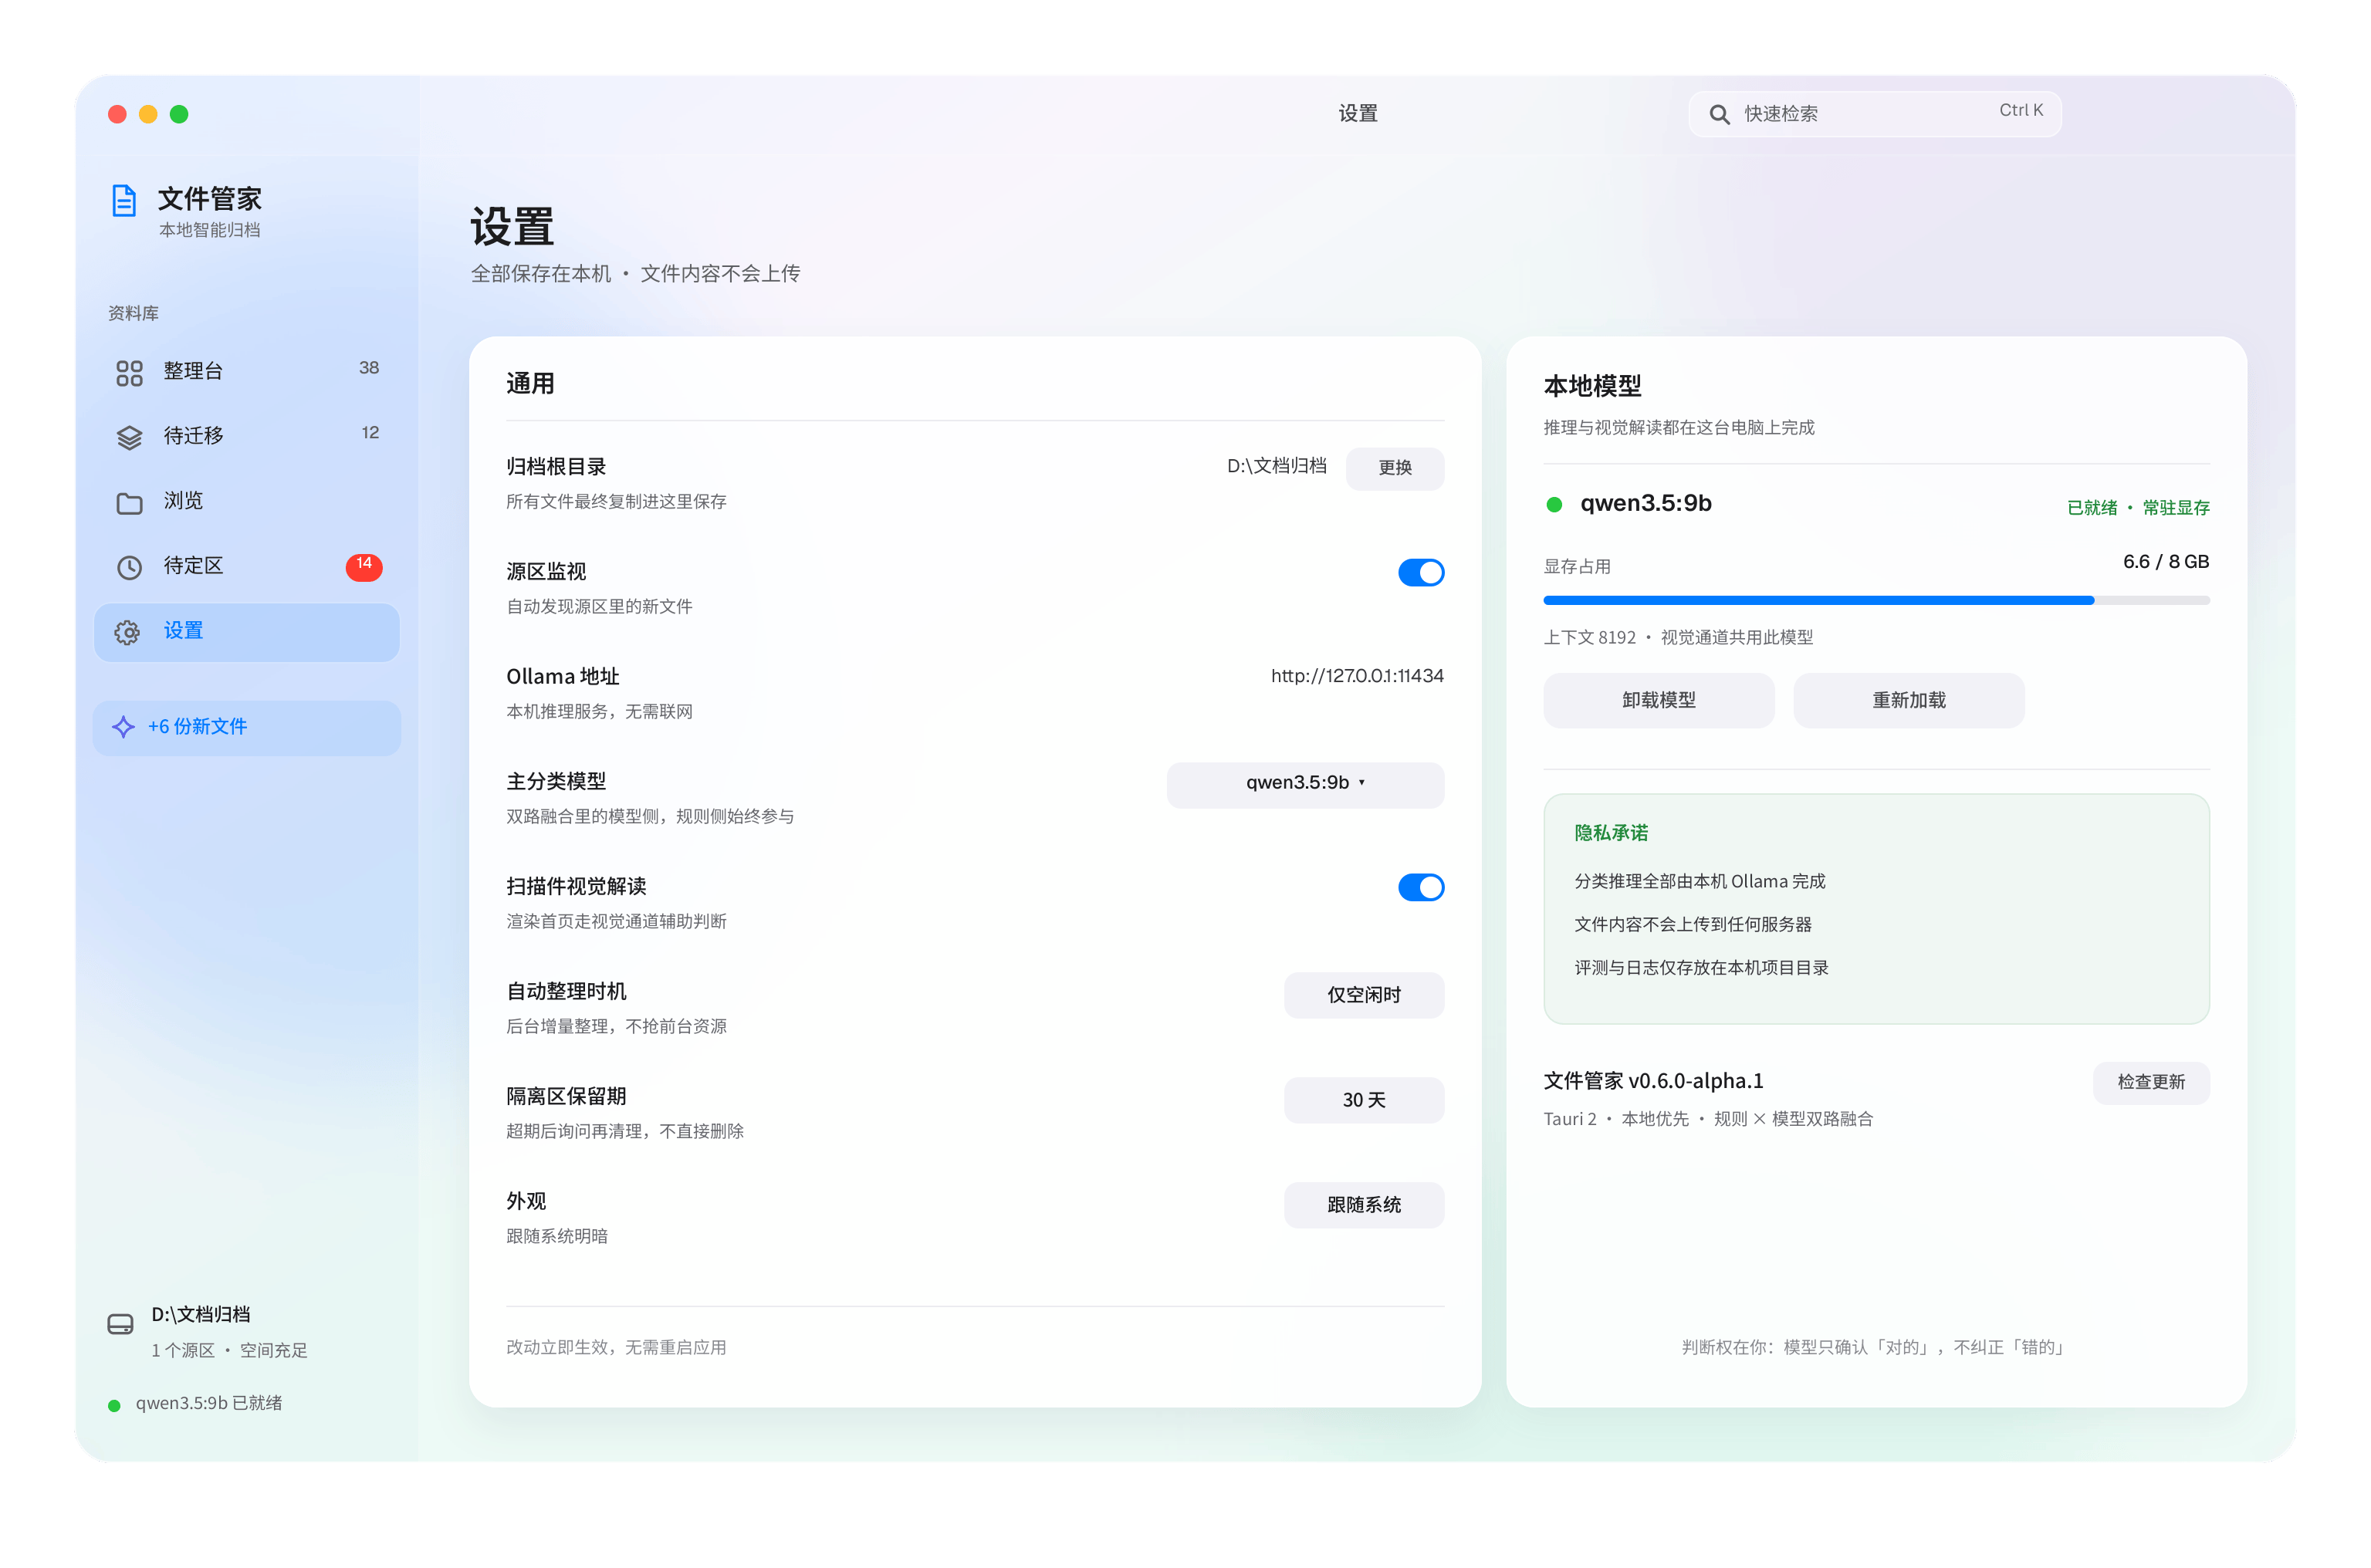 设置
快速检索
Ctrl K
文件管家
本地智能归档
资料库
整理台
38
待迁移
12
浏览
待定区
14
设置
+6 份新文件
D:\文档归档
1 个源区 · 空间充足
qwen3.5:9b 已就绪
设置
全部保存在本机 · 文件内容不会上传
通用
归档根目录
所有文件最终复制进这里保存
D:\文档归档
更换
源区监视
自动发现源区里的新文件
Ollama 地址
本机推理服务，无需联网
http://127.0.0.1:11434
主分类模型
双路融合里的模型侧，规则侧始终参与
qwen3.5:9b ▾
扫描件视觉解读
渲染首页走视觉通道辅助判断
自动整理时机
后台增量整理，不抢前台资源
仅空闲时
隔离区保留期
超期后询问再清理，不直接删除
30 天
外观
跟随系统明暗
跟随系统
改动立即生效，无需重启应用
本地模型
推理与视觉解读都在这台电脑上完成
qwen3.5:9b
已就绪 · 常驻显存
显存占用
6.6 / 8 GB
上下文 8192 · 视觉通道共用此模型
卸载模型
重新加载
隐私承诺
分类推理全部由本机 Ollama 完成
文件内容不会上传到任何服务器
评测与日志仅存放在本机项目目录
文件管家 v0.6.0-alpha.1
Tauri 2 · 本地优先 · 规则 × 模型双路融合
检查更新
判断权在你：模型只确认「对的」，不纠正「错的」